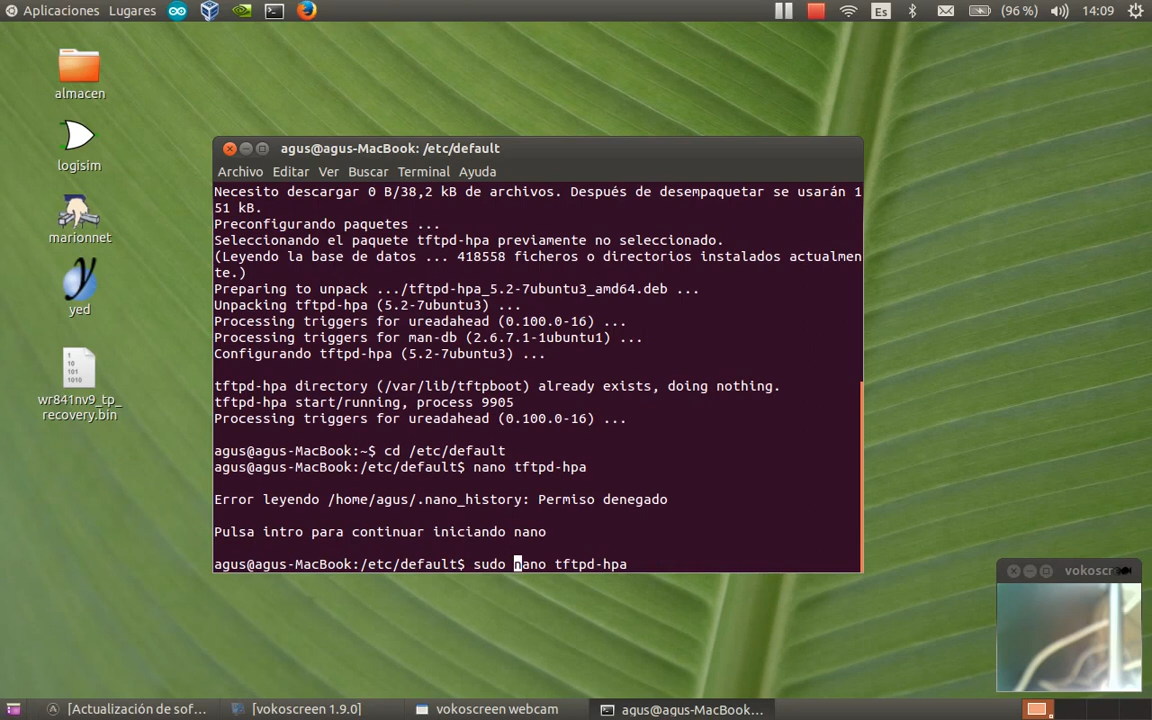 Aplicaciones Lugares Es (96 %) 14:09
almacen
logisim
marionnet
yed
1
10
101
1010
wr841nv9_tp_
recovery.bin
agus@agus-MacBook: /etc/default
Archivo Editar Ver Buscar Terminal Ayuda
Necesito descargar 0 B/38,2 kB de archivos. Después de desempaquetar se usarán 1
51 kB.
Preconfigurando paquetes ...
Seleccionando el paquete tftpd-hpa previamente no seleccionado.
(Leyendo la base de datos ... 418558 ficheros o directorios instalados actualmen
te.)
Preparing to unpack .../tftpd-hpa_5.2-7ubuntu3_amd64.deb ...
Unpacking tftpd-hpa (5.2-7ubuntu3) ...
Processing triggers for ureadahead (0.100.0-16) ...
Processing triggers for man-db (2.6.7.1-1ubuntu1) ...
Configurando tftpd-hpa (5.2-7ubuntu3) ...
tftpd-hpa directory (/var/lib/tftpboot) already exists, doing nothing.
tftpd-hpa start/running, process 9905
Processing triggers for ureadahead (0.100.0-16) ...
agus@agus-MacBook:~$ cd /etc/default
agus@agus-MacBook:/etc/default$ nano tftpd-hpa
Error leyendo /home/agus/.nano_history: Permiso denegado
Pulsa intro para continuar iniciando nano
agus@agus-MacBook:/etc/default$ sudo nano tftpd-hpa
vokoscr
[Actualización de sof... [vokoscreen 1.9.0] vokoscreen webcam agus@agus-MacBook...